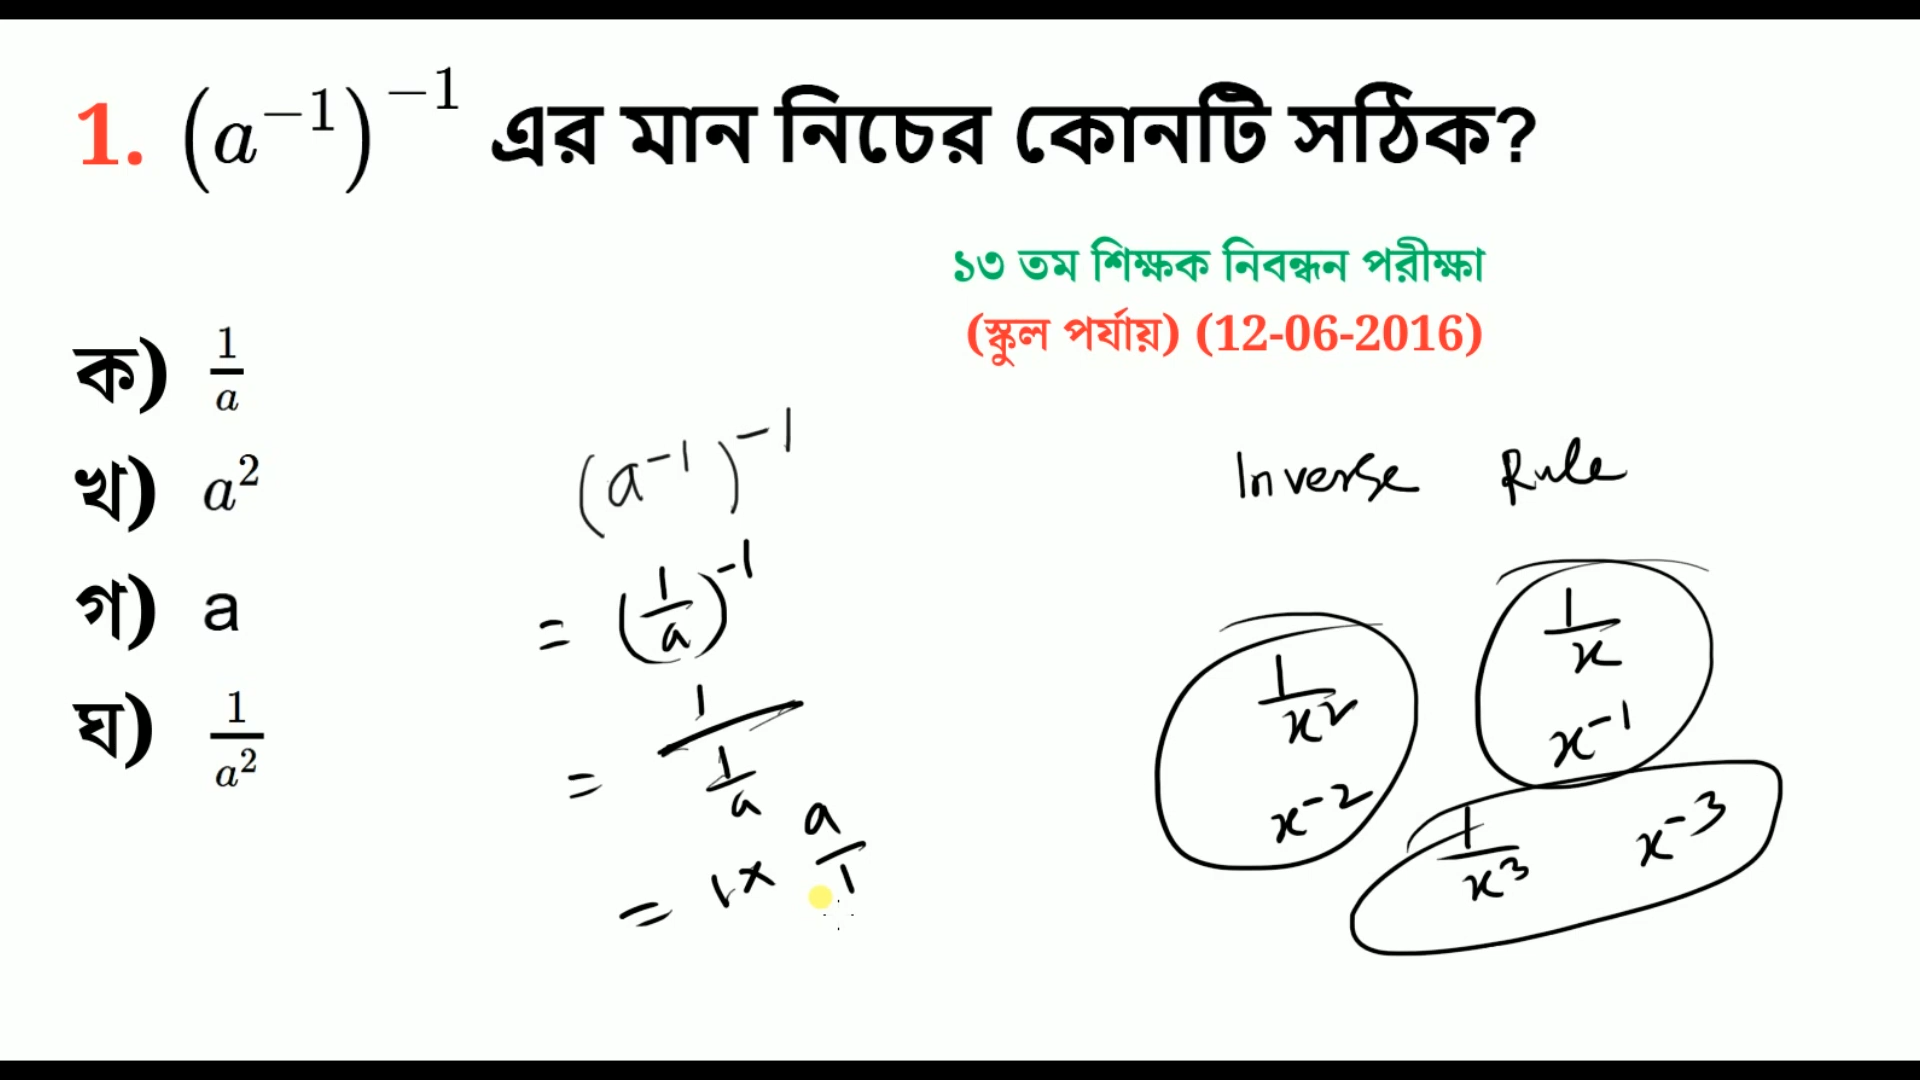 1. (a⁻¹)⁻¹ এর মান নিচের কোনটি সঠিক?
১৩ তম শিক্ষক নিবন্ধন পরীক্ষা
(স্কুল পর্যায়) (12-06-2016)
ক) 1/a
খ) a²
গ) a
ঘ) 1/a²
(a⁻¹)⁻¹
= (1/a)⁻¹
= 1/(1/a)
= 1 × a/1
Inverse Rule
1/x²
x⁻²
1/x
x⁻¹
1/x³ x⁻³